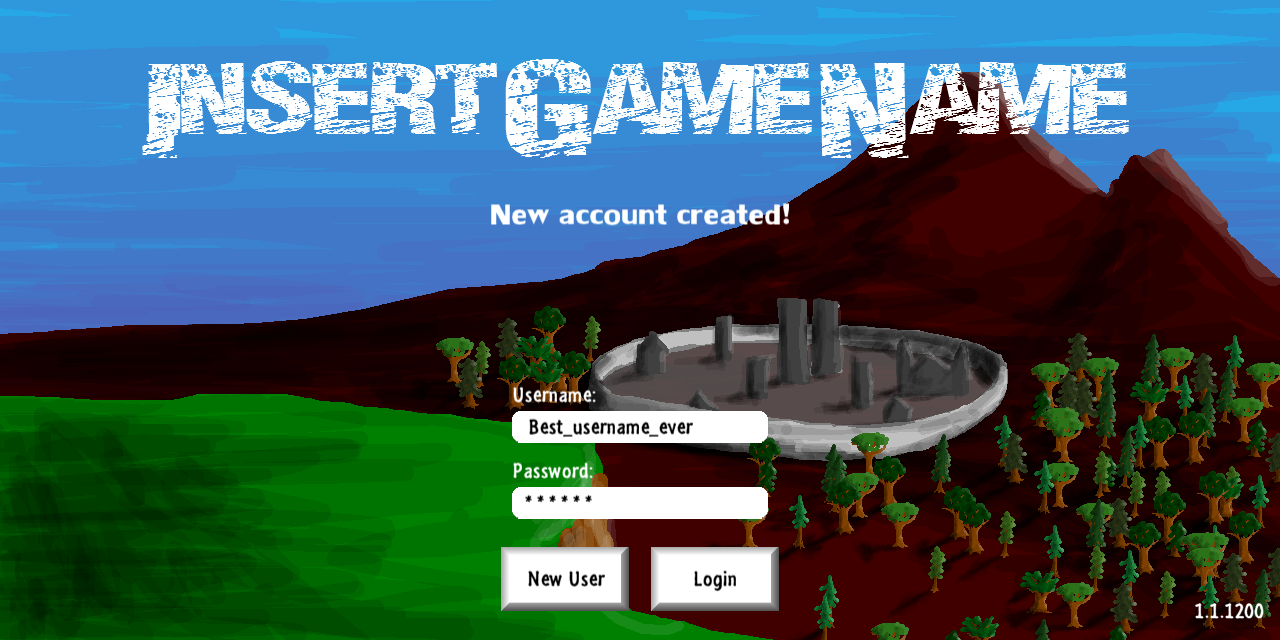 InsertGameName
New account created!
Username:
Best_username_ever
Password:
******
New User
Login
1.1.1200